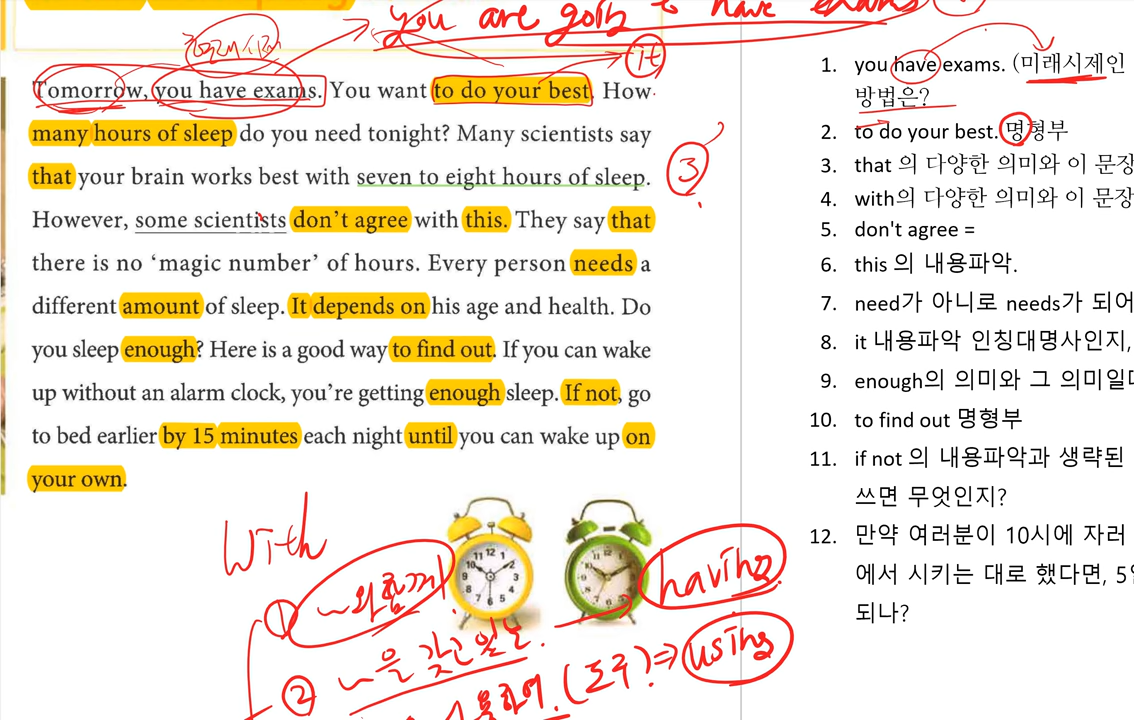 you are going to have exams
현재시제
it
Tomorrow, you have exams. You want to do your best. How
many hours of sleep do you need tonight? Many scientists say
that your brain works best with seven to eight hours of sleep.
However, some scientists don't agree with this. They say that
there is no 'magic number' of hours. Every person needs a
different amount of sleep. It depends on his age and health. Do
you sleep enough? Here is a good way to find out. If you can wake
up without an alarm clock, you're getting enough sleep. If not, go
to bed earlier by 15 minutes each night until you can wake up on
your own.
3
1. you have exams. (미래시제인
방법은?
2. to do your best. 명형부
3. that 의 다양한 의미와 이 문장
4. with의 다양한 의미와 이 문장
5. don't agree =
6. this 의 내용파악.
7. need가 아니로 needs가 되어
8. it 내용파악 인칭대명사인지,
9. enough의 의미와 그 의미일때
10. to find out 명형부
11. if not 의 내용파악과 생략된
쓰면 무엇인지?
12. 만약 여러분이 10시에 자러
에서 시키는 대로 했다면, 5일
되나?
With
① ~와 함께
② ~을 갖고 있는 having
사용하여 (도구) ⇒ using